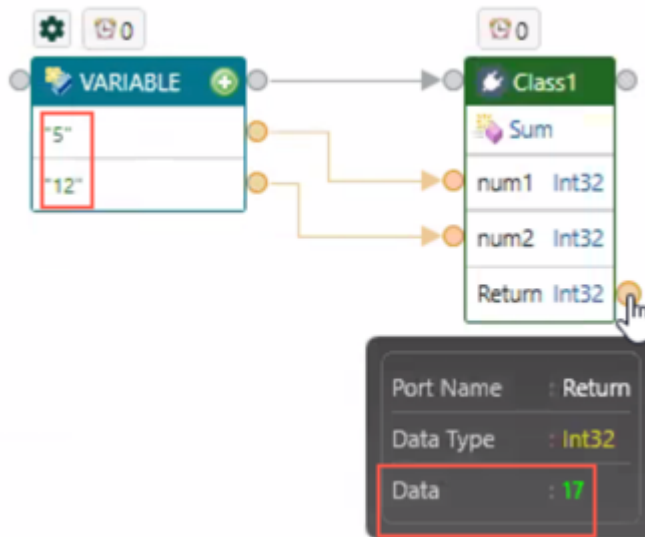 0
0
VARIABLE
Class1
"5"
Sum
"12"
num1 Int32
num2 Int32
Return Int32
Port Name : Return
Data Type : Int32
Data : 17